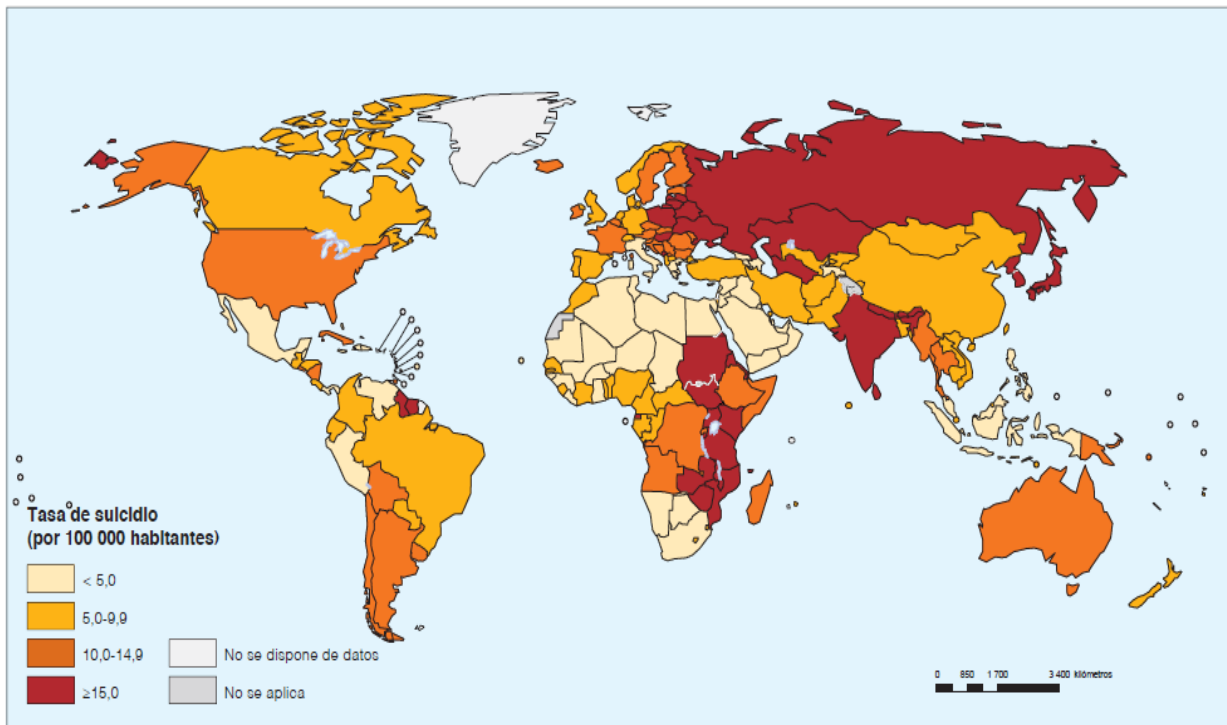 Tasa de suicidio
(por 100 000 habitantes)
< 5,0
5,0-9,9
10,0-14,9
≥15,0
No se dispone de datos
No se aplica
0 850 1 700 3 400 kilómetros